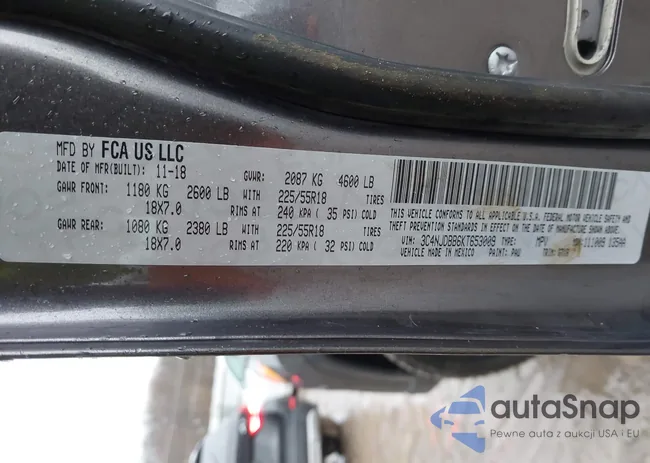 MFD BY FCA US LLC
DATE OF MFR(BUILT): 11-18 GVWR: 2087 KG 4600 LB
GAWR FRONT: 1180 KG 2600 LB WITH 225/55R18 TIRES
18X7.0 RIMS AT 240 KPA ( 35 PSI) COLD
GAWR REAR: 1080 KG 2380 LB WITH 225/55R18 TIRES
18X7.0 RIMS AT 220 KPA ( 32 PSI) COLD
THIS VEHICLE CONFORMS TO ALL APPLICABLE U.S.A. FEDERAL MOTOR VEHICLE SAFETY AND
THEFT PREVENTION STANDARDS IN EFFECT ON THE DATE OF MANUFACTURE SHOWN ABOVE.
VIN: 3C4NJDBB6KT653009 TYPE: MPV
VEHICLE MADE IN MEXICO PAINT: PAU TRIM:
autaSnap
Pewne auta z aukcji USA i EU